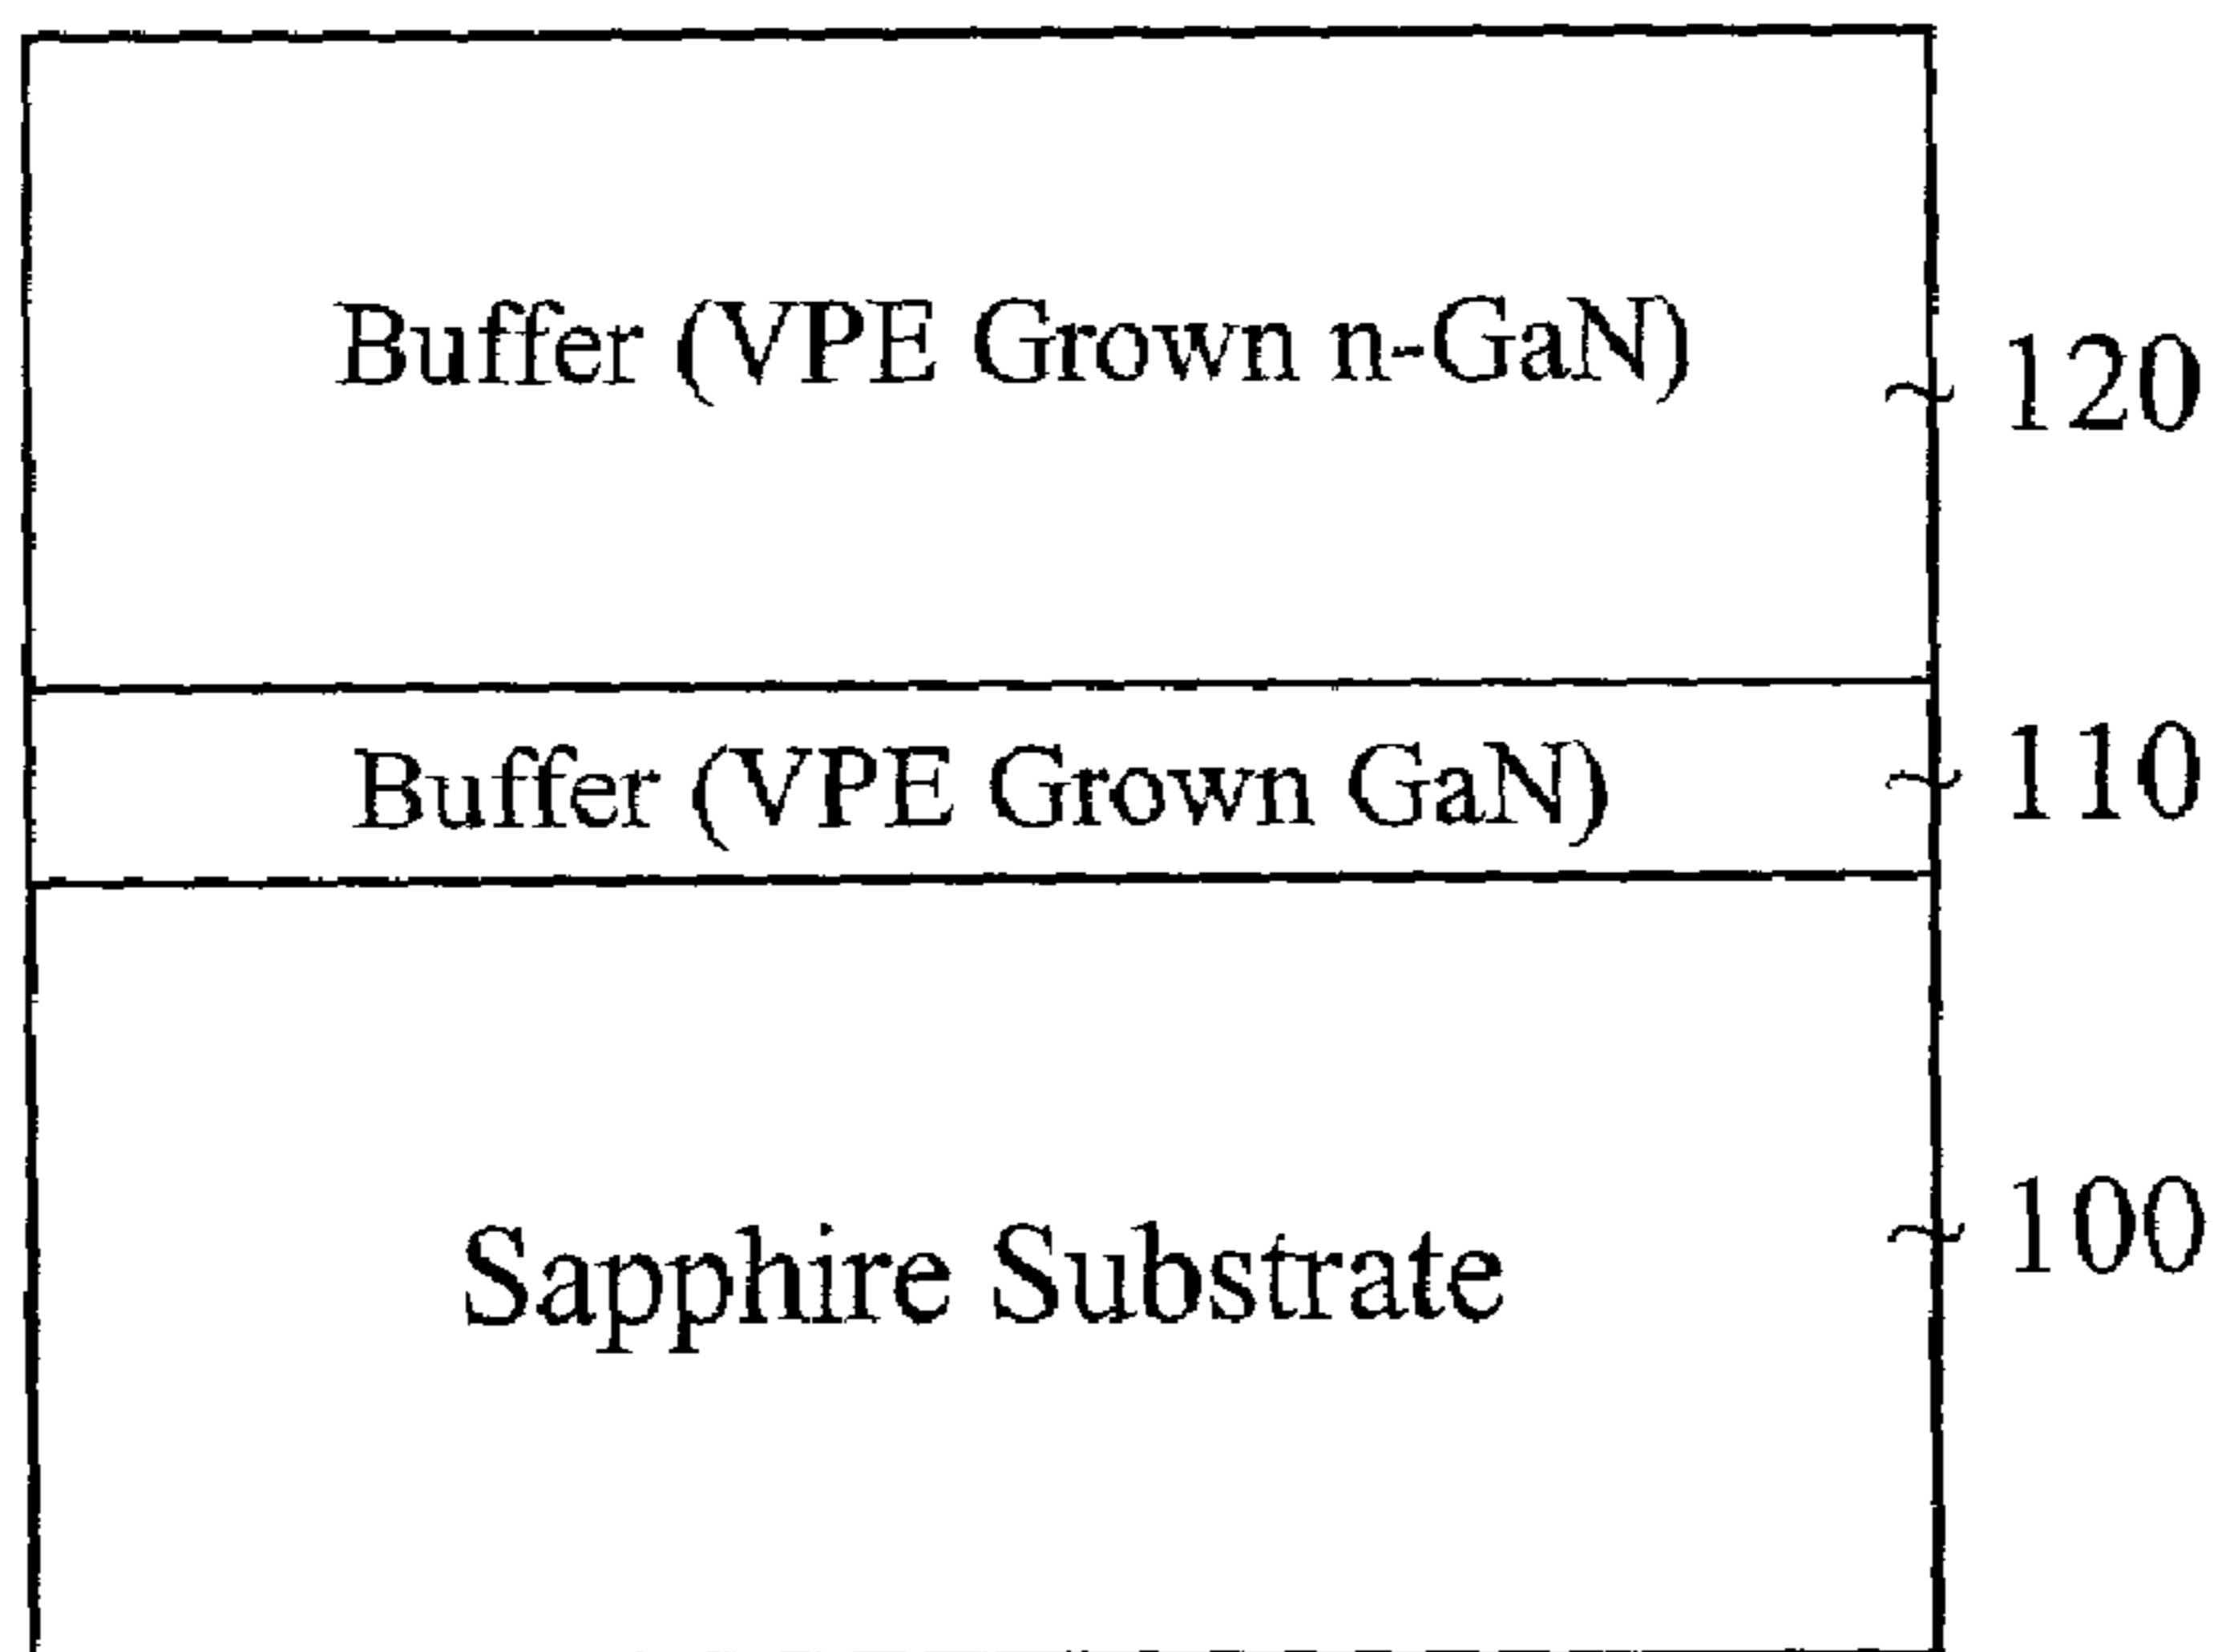 Buffer (VPE Grown n-GaN)
120
Buffer (VPE Grown GaN)
110
Sapphire Substrate
100